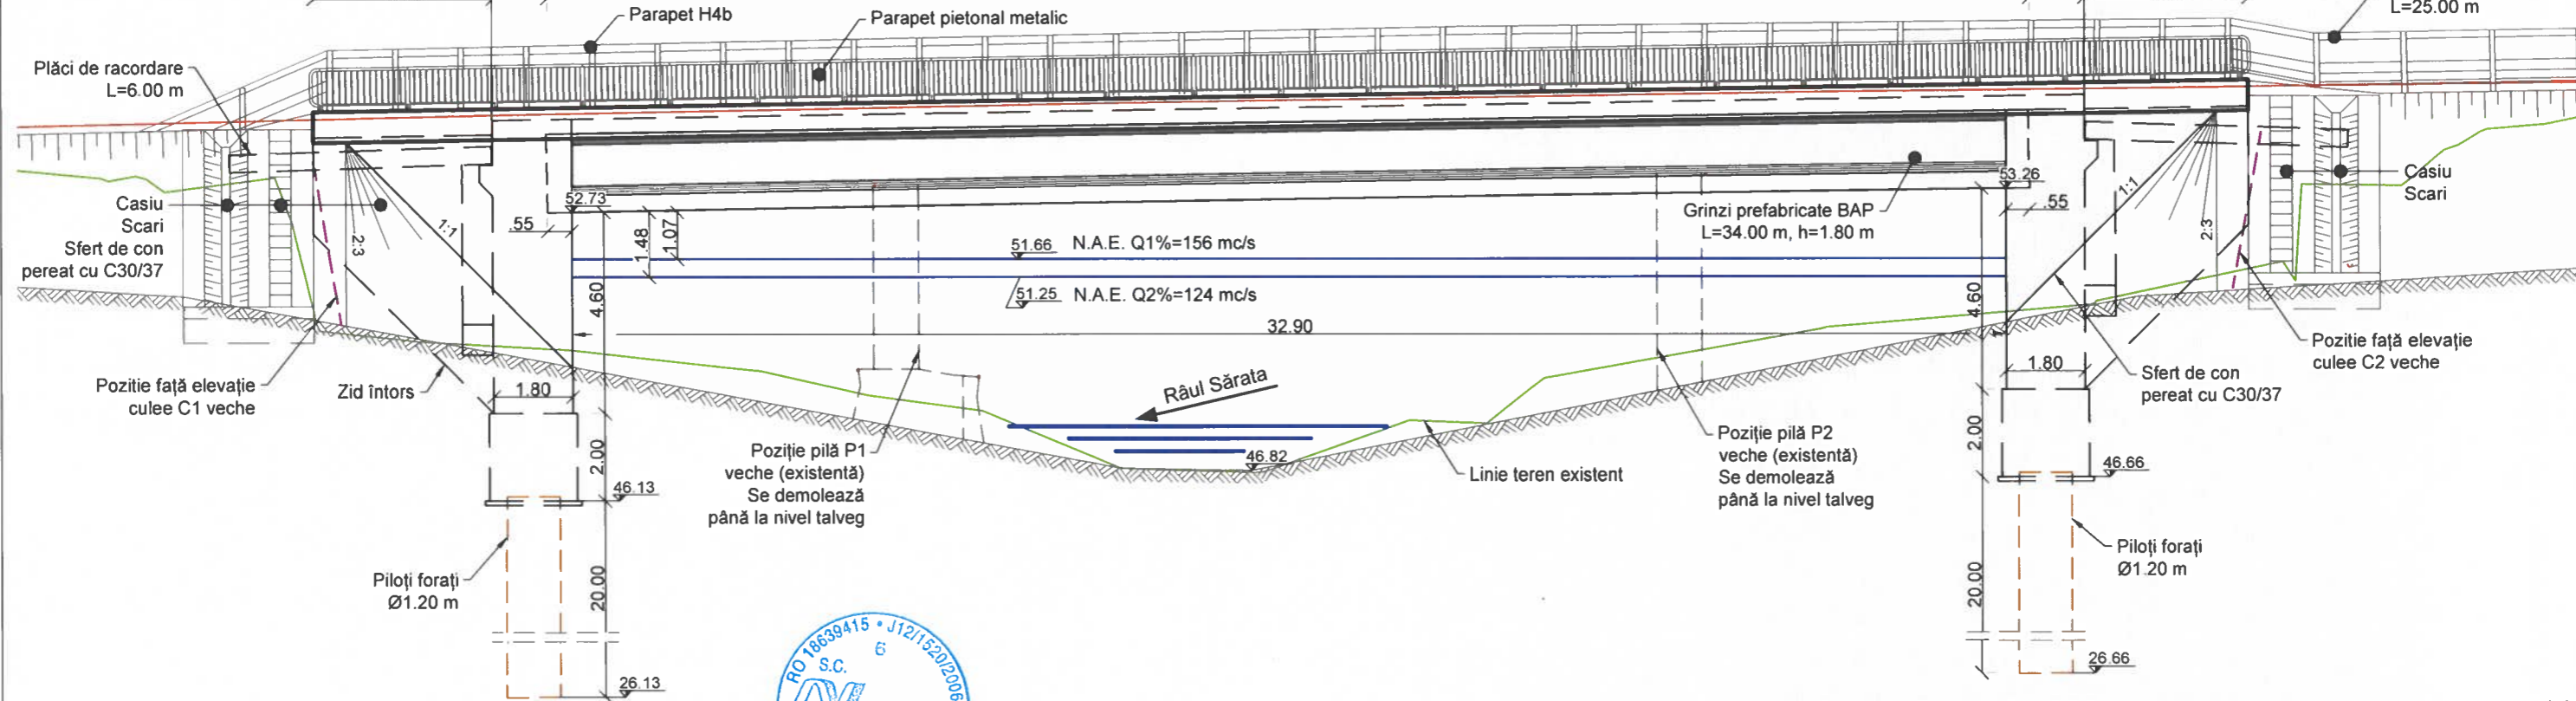 Parapet H4b
Parapet pietonal metalic
L=25.00 m
Plăci de racordare
L=6.00 m
Casiu
Scari
Sfert de con
pereat cu C30/37
2:3
1:1
.55
52.73
1.48
1.07
4.60
51.66 N.A.E. Q1%=156 mc/s
51.25 N.A.E. Q2%=124 mc/s
32.90
Grinzi prefabricate BAP
L=34.00 m, h=1.80 m
53.26
.55
4.60
1:1
2:3
Casiu
Scari
Pozitie față elevație
culee C1 veche
Zid întors
1.80
2.00
46.13
Poziție pilă P1
veche (existentă)
Se demolează
până la nivel talveg
Râul Sărata
46.82
Linie teren existent
Poziție pilă P2
veche (existentă)
Se demolează
până la nivel talveg
1.80
2.00
46.66
Sfert de con
pereat cu C30/37
Pozitie față elevație
culee C2 veche
Piloți forați
Ø1.20 m
20.00
26.13
Piloți forați
Ø1.20 m
20.00
26.66
RO 18639415 • J12/1520/2006
6
S.C.